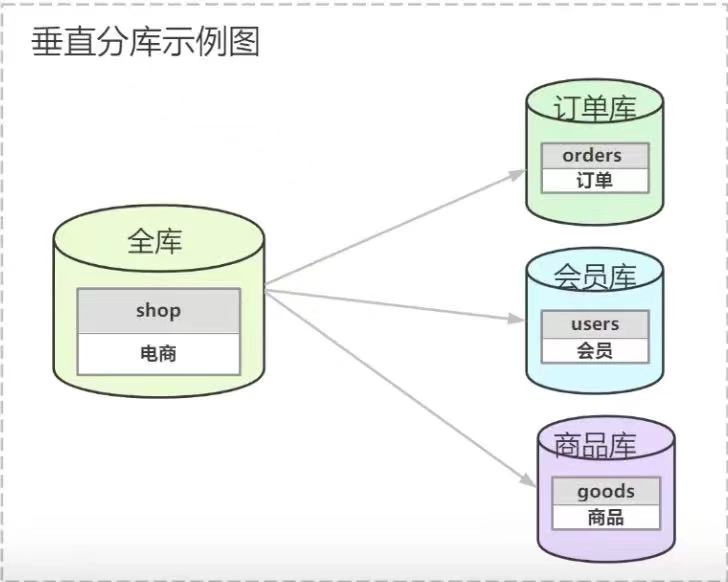 垂直分库示例图
全库
shop
电商
订单库
orders
订单
会员库
users
会员
商品库
goods
商品